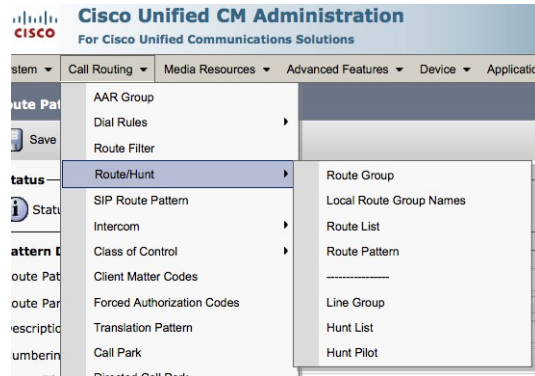 CISCO
Cisco Unified CM Administration
For Cisco Unified Communications Solutions
Call Routing Media Resources Advanced Features Device
AAR Group
Dial Rules
Save
Route Filter
Route/Hunt
Route Group
SIP Route Pattern
Local Route Group Names
Intercom
Route List
Class of Control
Route Pattern
Client Matter Codes
----------------
Forced Authorization Codes
Line Group
Translation Pattern
Hunt List
Call Park
Hunt Pilot